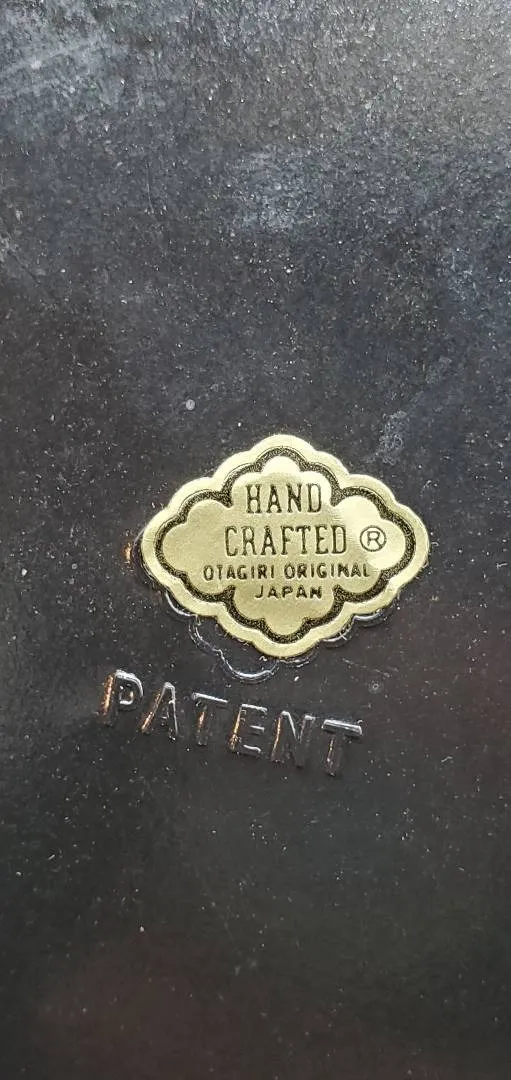 HAND
CRAFTED ®
OTAGIRI ORIGINAL
JAPAN
PATENT